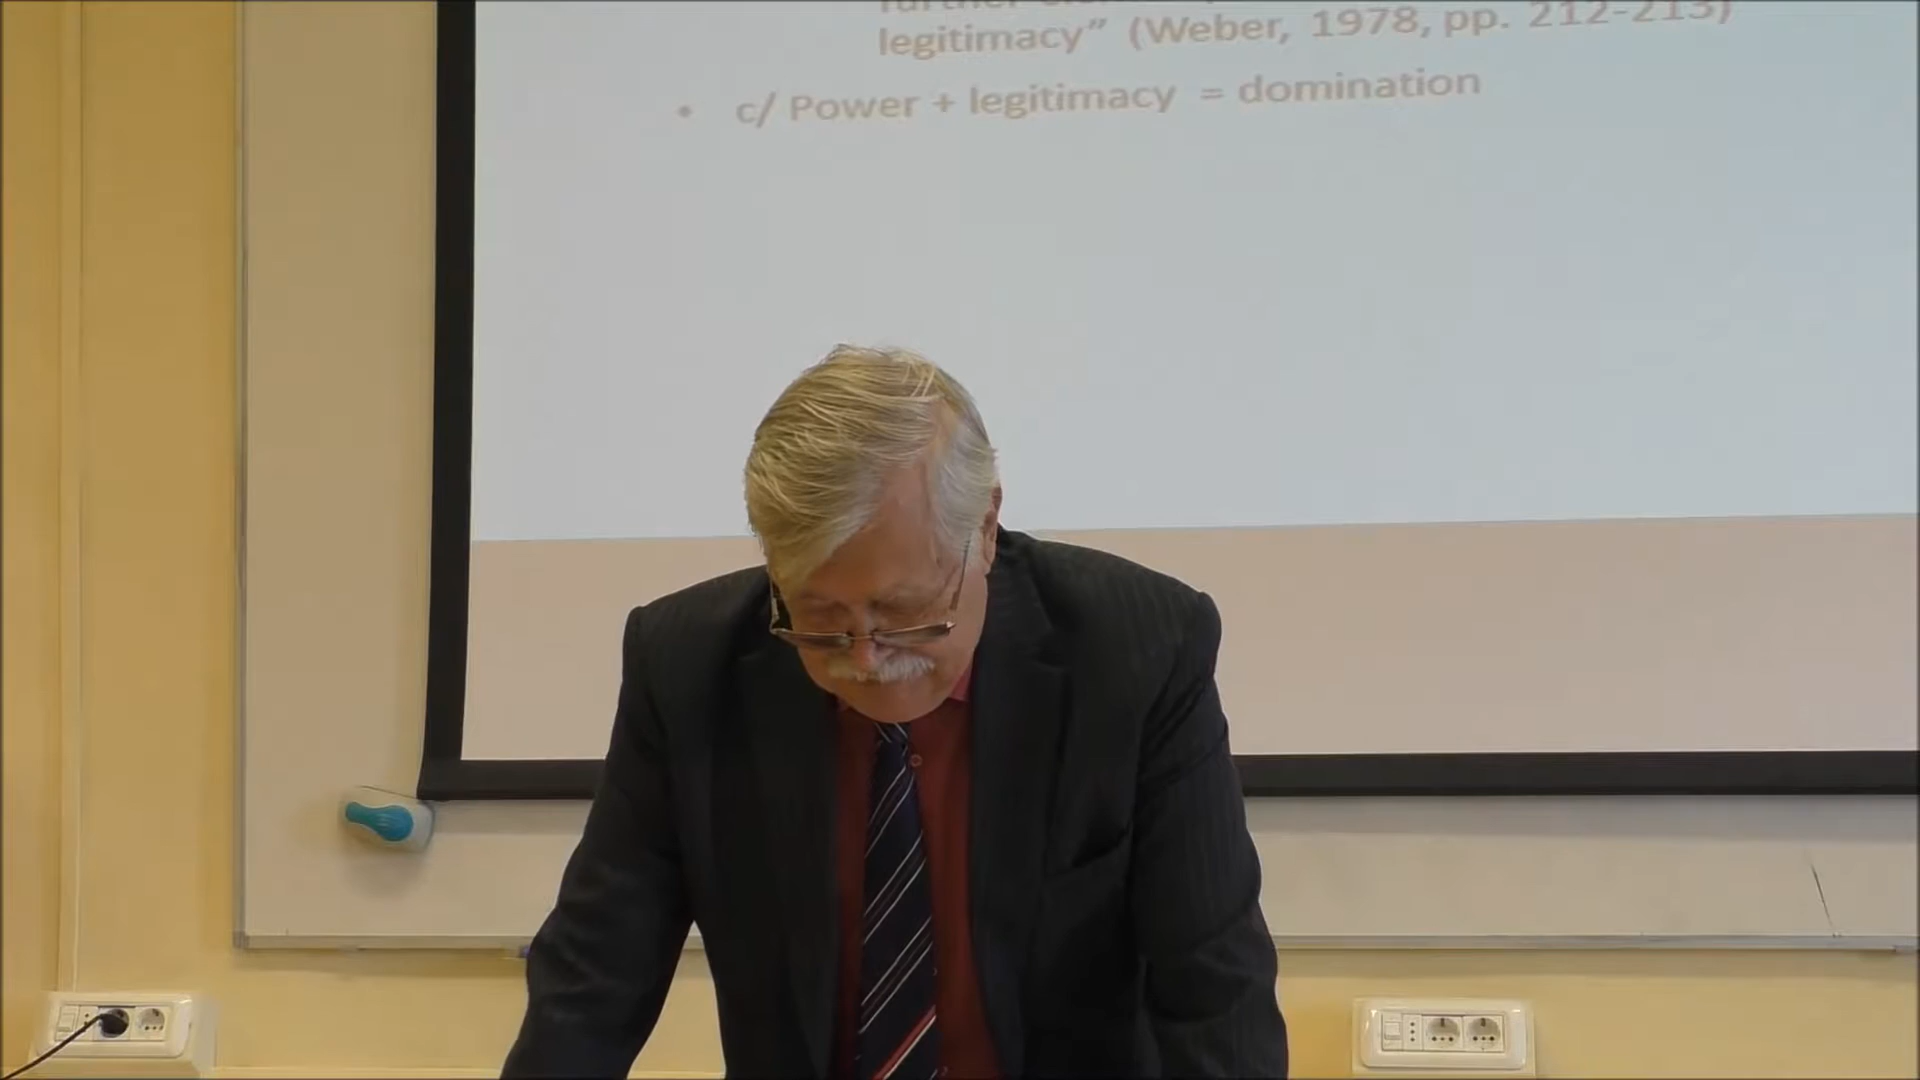 legitimacy” (Weber, 1978, pp. 212-213)
• c/ Power + legitimacy = domination